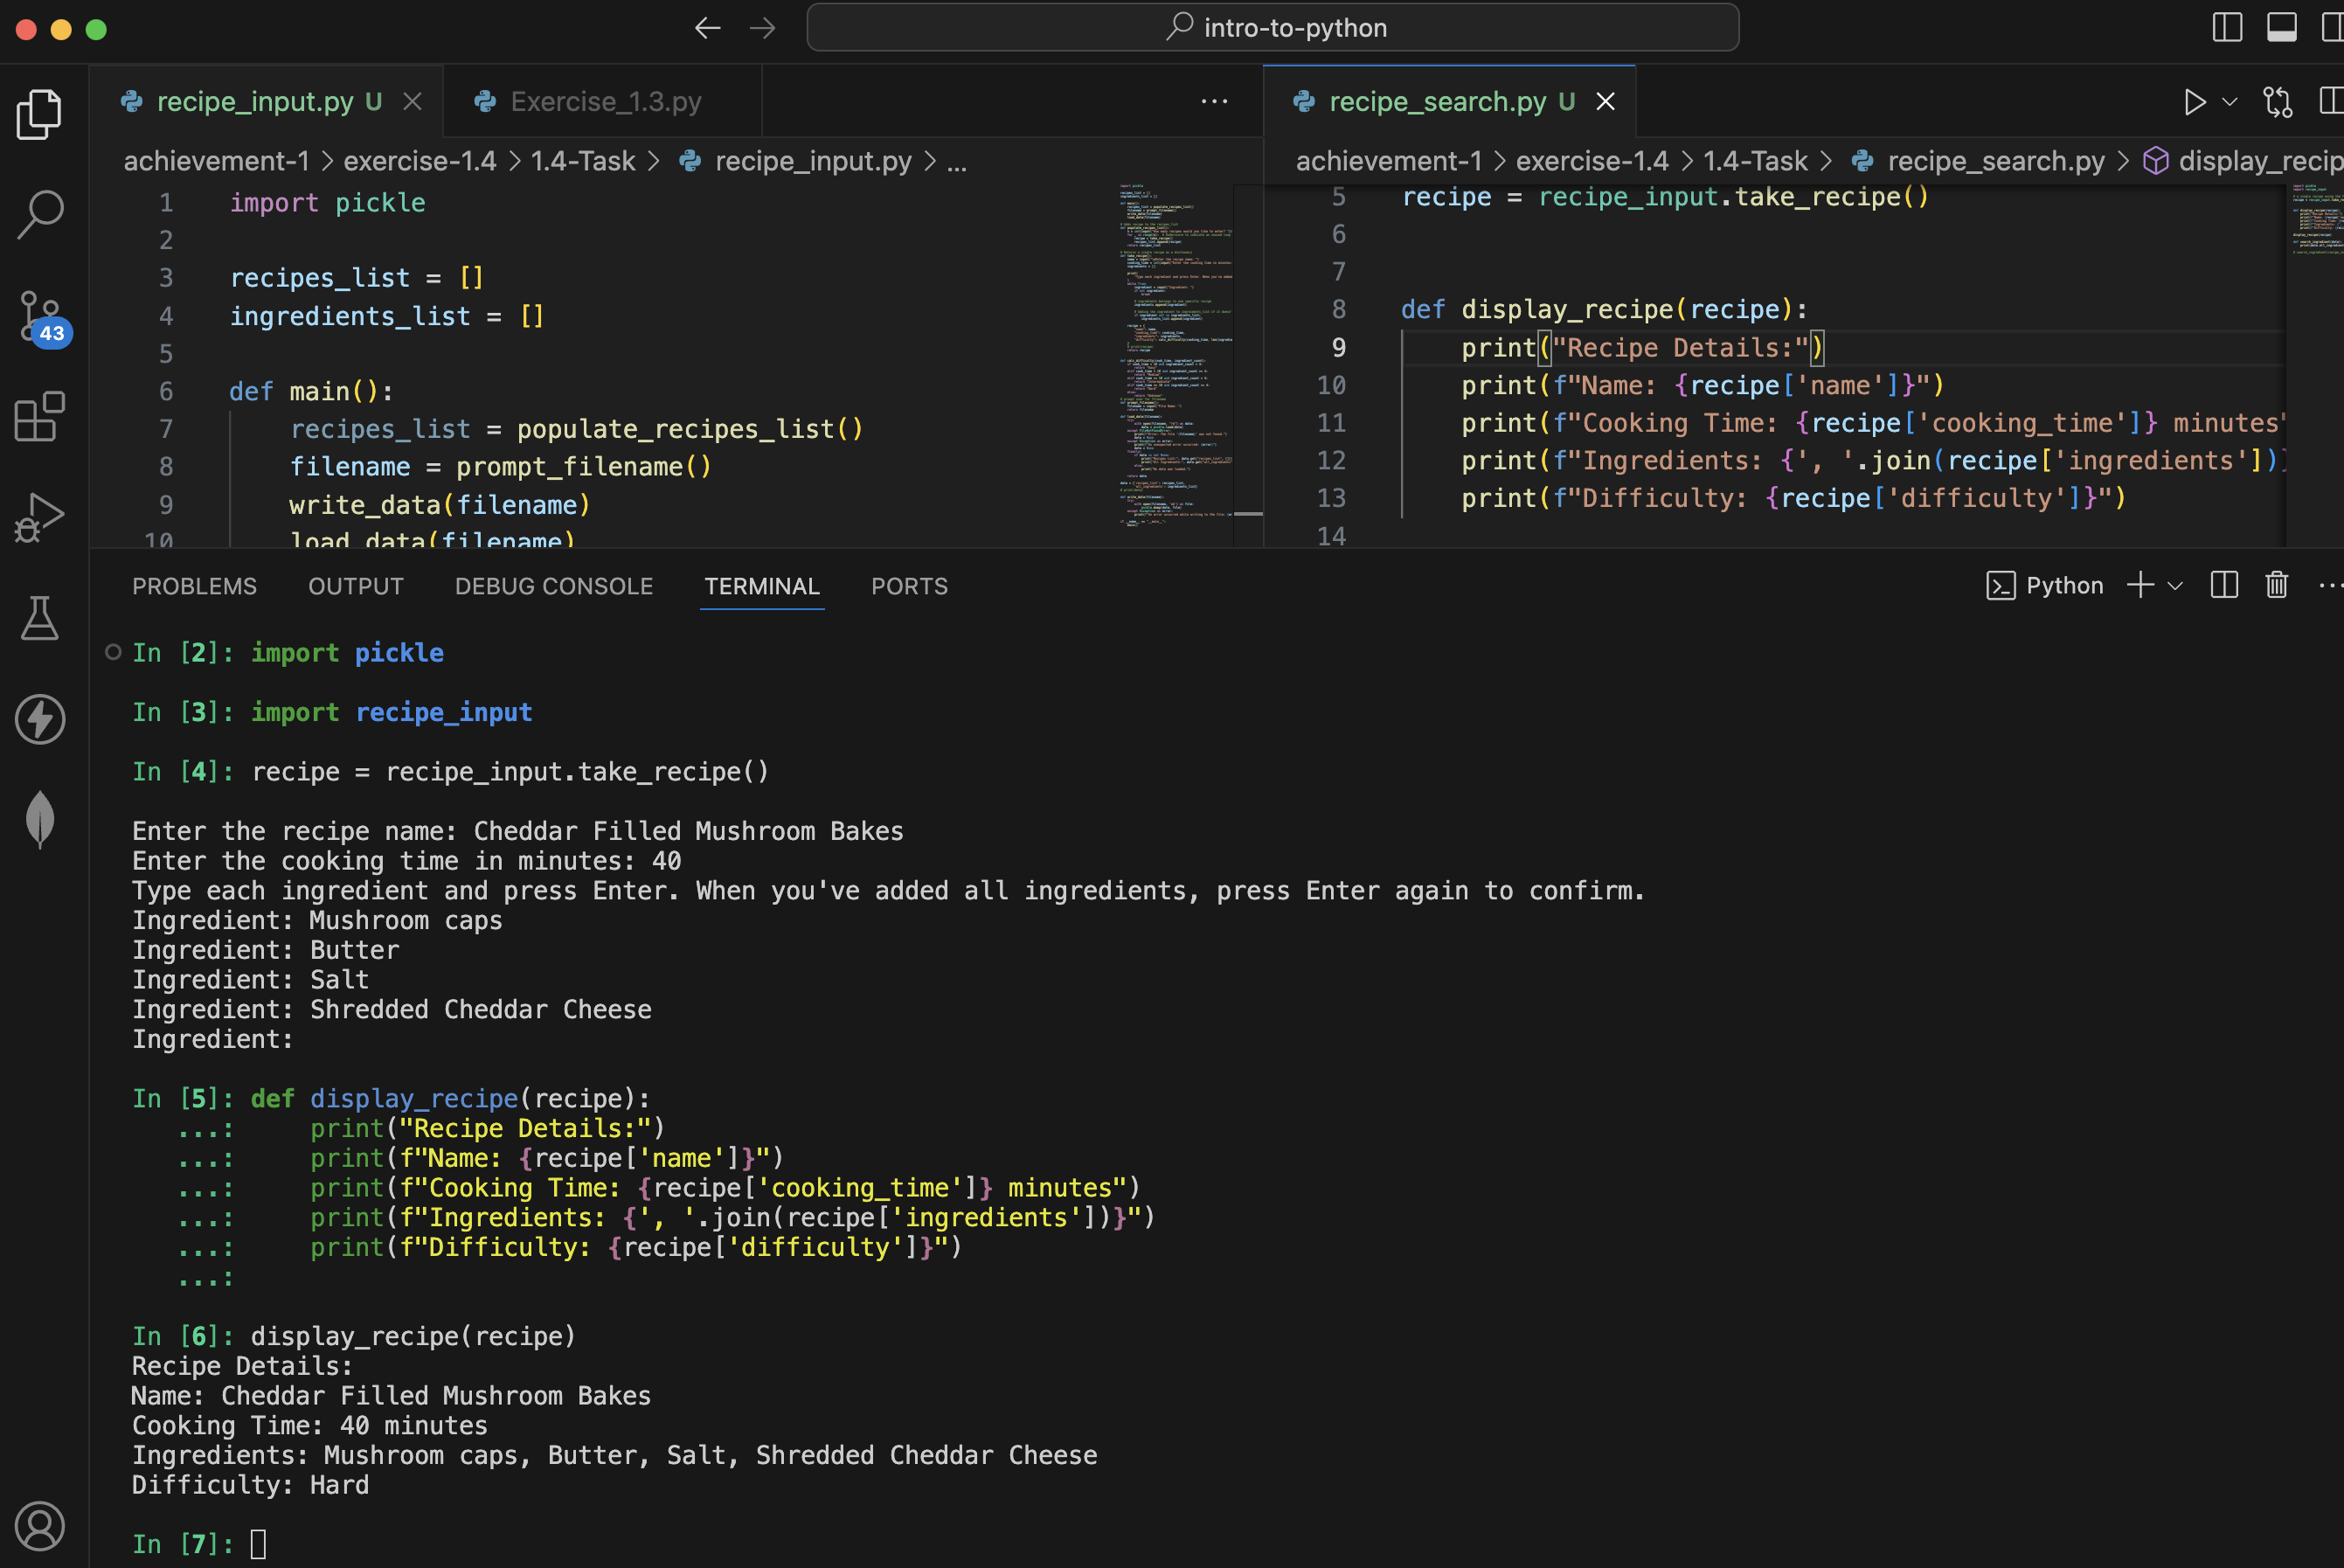 intro-to-python
recipe_input.py U
Exercise_1.3.py
recipe_search.py U
achievement-1 > exercise-1.4 > 1.4-Task > recipe_input.py > ...
1 import pickle
2
3 recipes_list = []
4 ingredients_list = []
5
6 def main():
7 recipes_list = populate_recipes_list()
8 filename = prompt_filename()
9 write_data(filename)
10 load_data(filename)
achievement-1 > exercise-1.4 > 1.4-Task > recipe_search.py > display_recip
5 recipe = recipe_input.take_recipe()
6
7
8 def display_recipe(recipe):
9 print("Recipe Details:")
10 print(f"Name: {recipe['name']}")
11 print(f"Cooking Time: {recipe['cooking_time']} minutes"
12 print(f"Ingredients: {', '.join(recipe['ingredients'])}
13 print(f"Difficulty: {recipe['difficulty']}")
14
43
PROBLEMS OUTPUT DEBUG CONSOLE TERMINAL PORTS
Python
In [2]: import pickle
In [3]: import recipe_input
In [4]: recipe = recipe_input.take_recipe()
Enter the recipe name: Cheddar Filled Mushroom Bakes
Enter the cooking time in minutes: 40
Type each ingredient and press Enter. When you've added all ingredients, press Enter again to confirm.
Ingredient: Mushroom caps
Ingredient: Butter
Ingredient: Salt
Ingredient: Shredded Cheddar Cheese
Ingredient:
In [5]: def display_recipe(recipe):
...: print("Recipe Details:")
...: print(f"Name: {recipe['name']}")
...: print(f"Cooking Time: {recipe['cooking_time']} minutes")
...: print(f"Ingredients: {', '.join(recipe['ingredients'])}")
...: print(f"Difficulty: {recipe['difficulty']}")
...:
In [6]: display_recipe(recipe)
Recipe Details:
Name: Cheddar Filled Mushroom Bakes
Cooking Time: 40 minutes
Ingredients: Mushroom caps, Butter, Salt, Shredded Cheddar Cheese
Difficulty: Hard
In [7]: